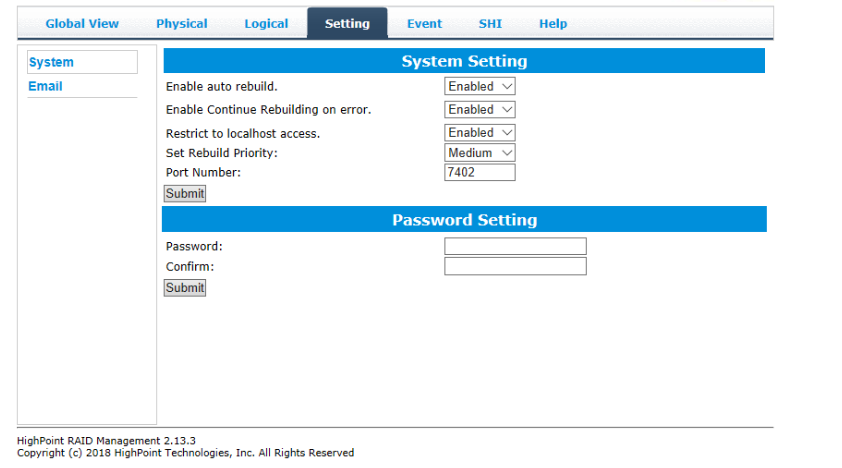 Global View Physical Logical Setting Event SHI Help
System
Email
System Setting
Enable auto rebuild. Enabled
Enable Continue Rebuilding on error. Enabled
Restrict to localhost access. Enabled
Set Rebuild Priority: Medium
Port Number: 7402
Submit
Password Setting
Password:
Confirm:
Submit
HighPoint RAID Management 2.13.3
Copyright (c) 2018 HighPoint Technologies, Inc. All Rights Reserved